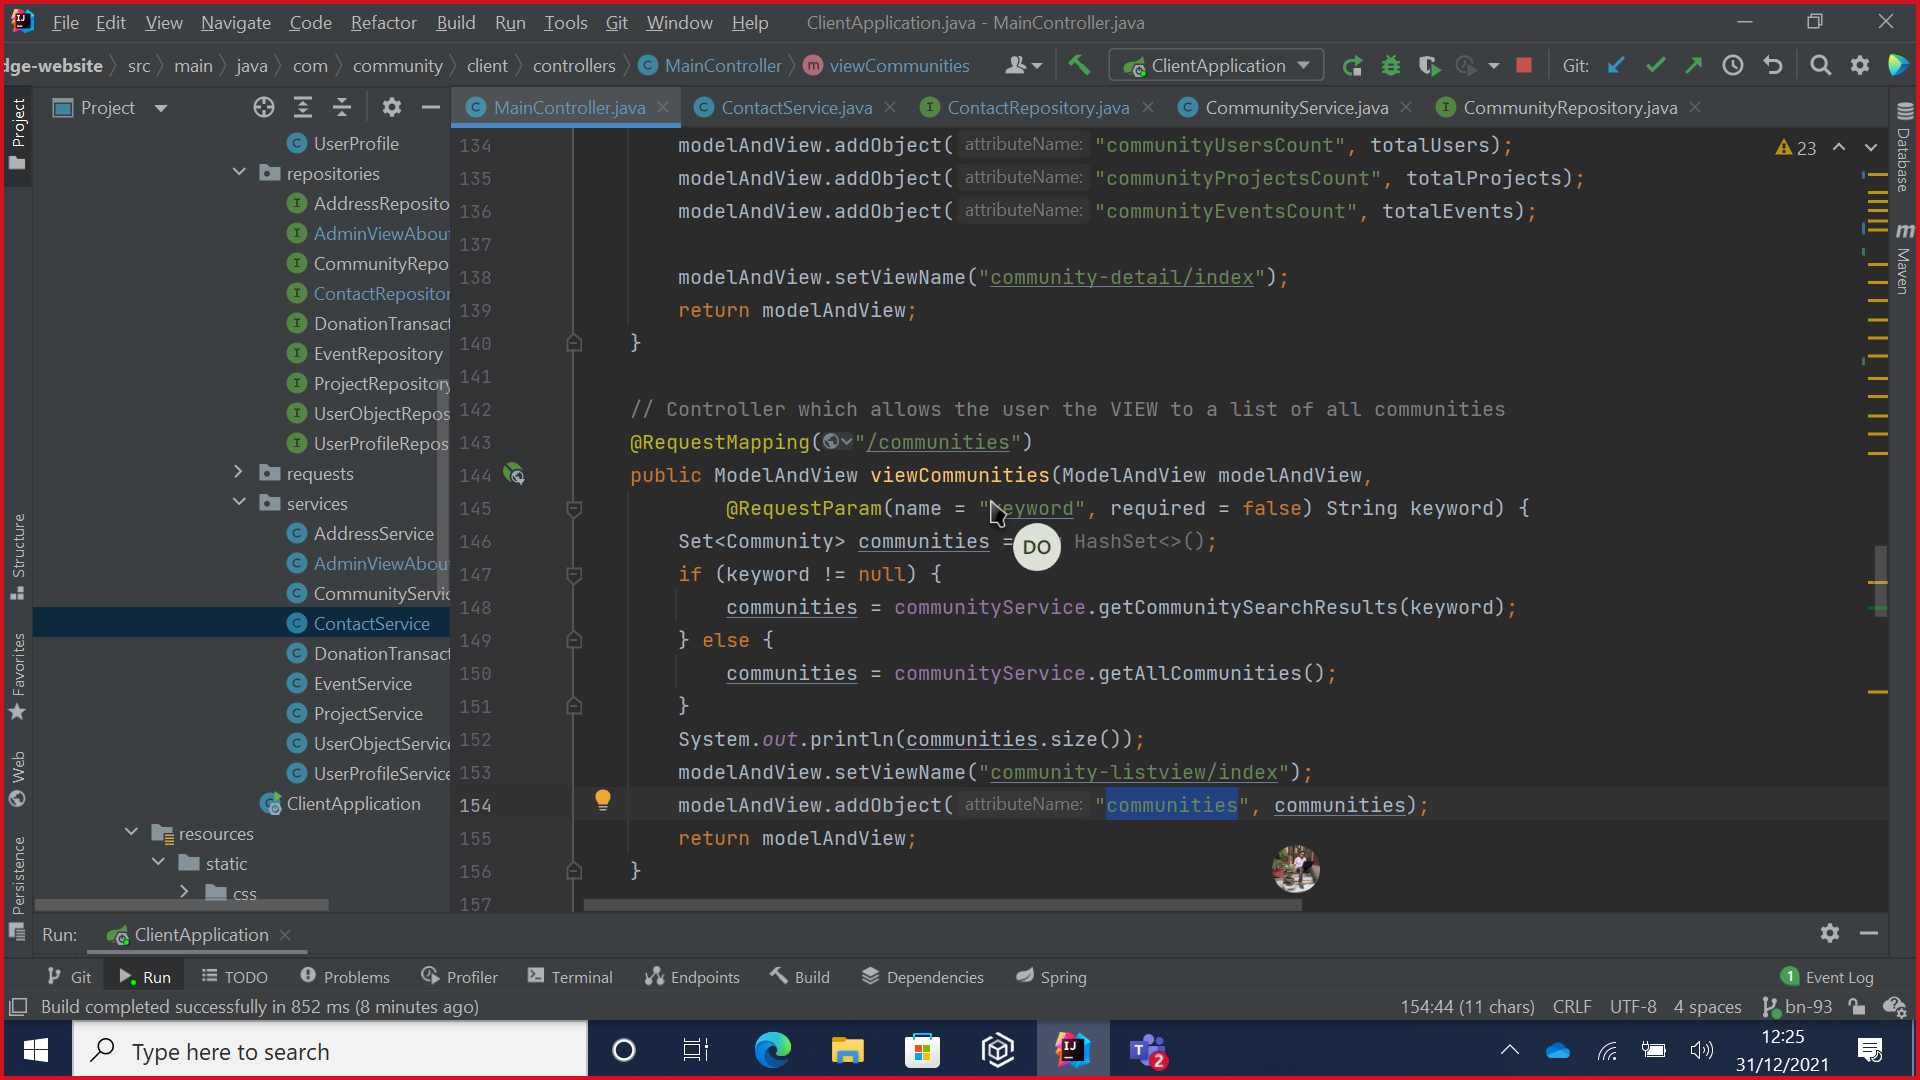 File Edit View Navigate Code Refactor Build Run Tools Git Window Help ClientApplication.java - MainController.java
dge-website src main java com community client controllers MainController viewCommunities ClientApplication Git:
Project
MainController.java ContactService.java ContactRepository.java CommunityService.java CommunityRepository.java
Project
Structure
Favorites
Web
Persistence
UserProfile
repositories
AddressReposito
AdminViewAbou
CommunityRepo
ContactRepositor
DonationTransact
EventRepository
ProjectRepository
UserObjectRepos
UserProfileRepos
requests
services
AddressService
AdminViewAbou
CommunityServic
ContactService
DonationTransact
EventService
ProjectService
UserObjectService
UserProfileService
ClientApplication
resources
static
css
134 modelAndView.addObject( attributeName: "communityUsersCount", totalUsers);
135 modelAndView.addObject( attributeName: "communityProjectsCount", totalProjects);
136 modelAndView.addObject( attributeName: "communityEventsCount", totalEvents);
137
138 modelAndView.setViewName("community-detail/index");
139 return modelAndView;
140 }
141
142 // Controller which allows the user the VIEW to a list of all communities
143 @RequestMapping("/communities")
144 public ModelAndView viewCommunities(ModelAndView modelAndView,
145 @RequestParam(name = "keyword", required = false) String keyword) {
146 Set<Community> communities = HashSet<>();
DO
147 if (keyword != null) {
148 communities = communityService.getCommunitySearchResults(keyword);
149 } else {
150 communities = communityService.getAllCommunities();
151 }
152 System.out.println(communities.size());
153 modelAndView.setViewName("community-listview/index");
154 modelAndView.addObject( attributeName: "communities", communities);
155 return modelAndView;
156 }
157
23
Database
Maven
Run: ClientApplication
Git Run TODO Problems Profiler Terminal Endpoints Build Dependencies Spring 1 Event Log
Build completed successfully in 852 ms (8 minutes ago) 154:44 (11 chars) CRLF UTF-8 4 spaces bn-93
Type here to search
2
12:25
31/12/2021